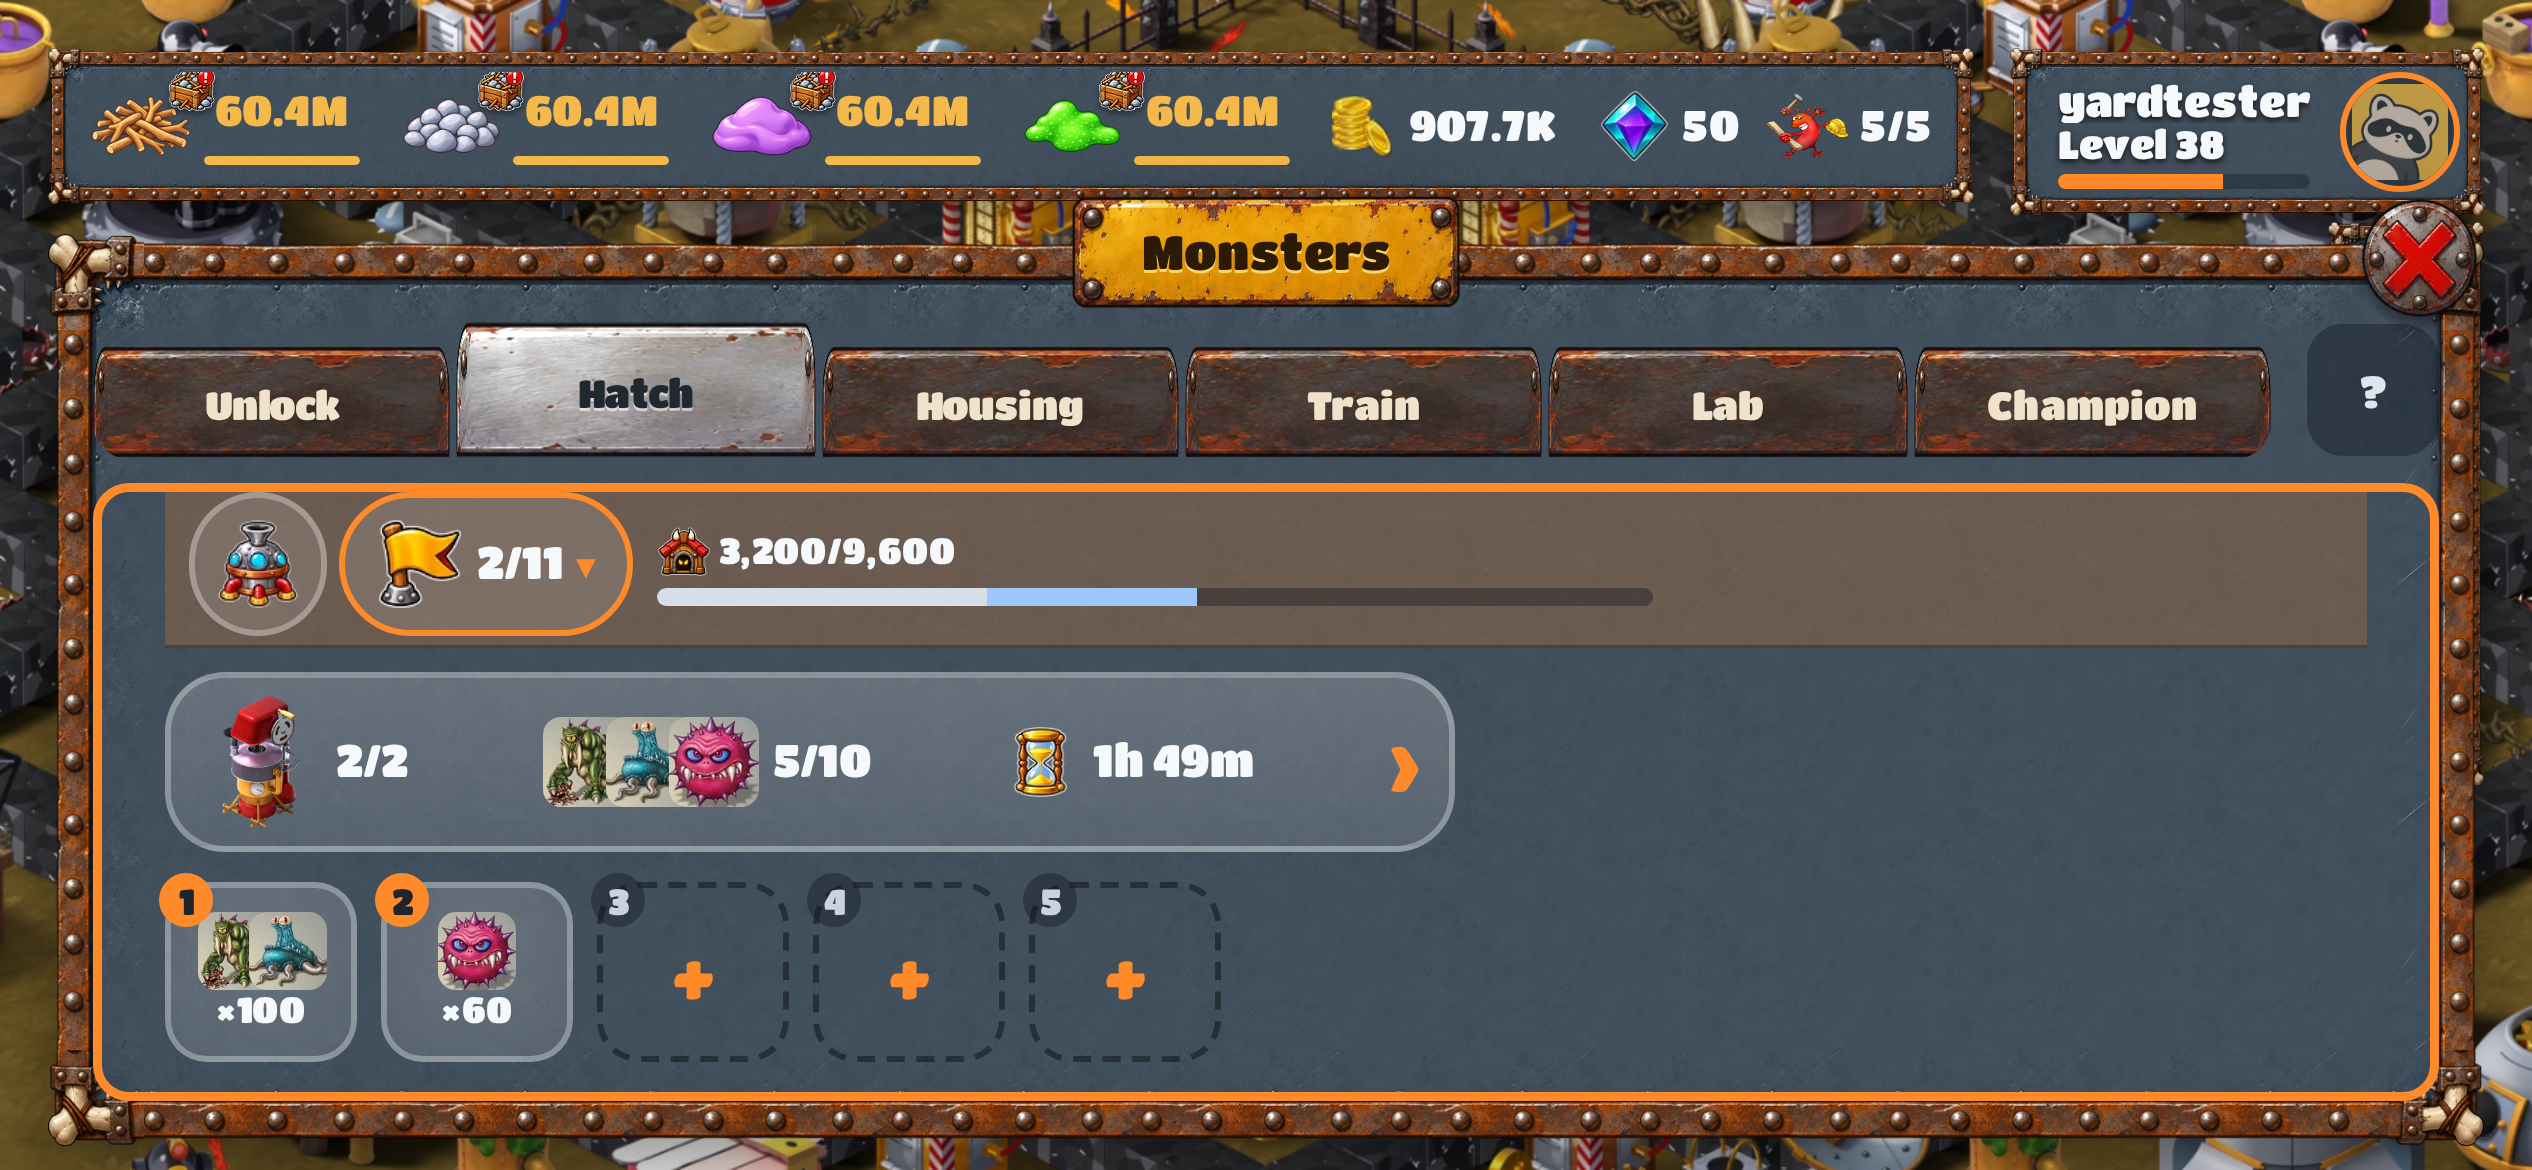 60.4M
60.4M
60.4M
60.4M
907.7K
50
5/5
yardtester
Level 38
Monsters
Unlock
Hatch
Housing
Train
Lab
Champion
?
2/11 ▼
3,200/9,600
2/2
5/10
1h 49m
1
×100
2
×60
3
+
4
+
5
+